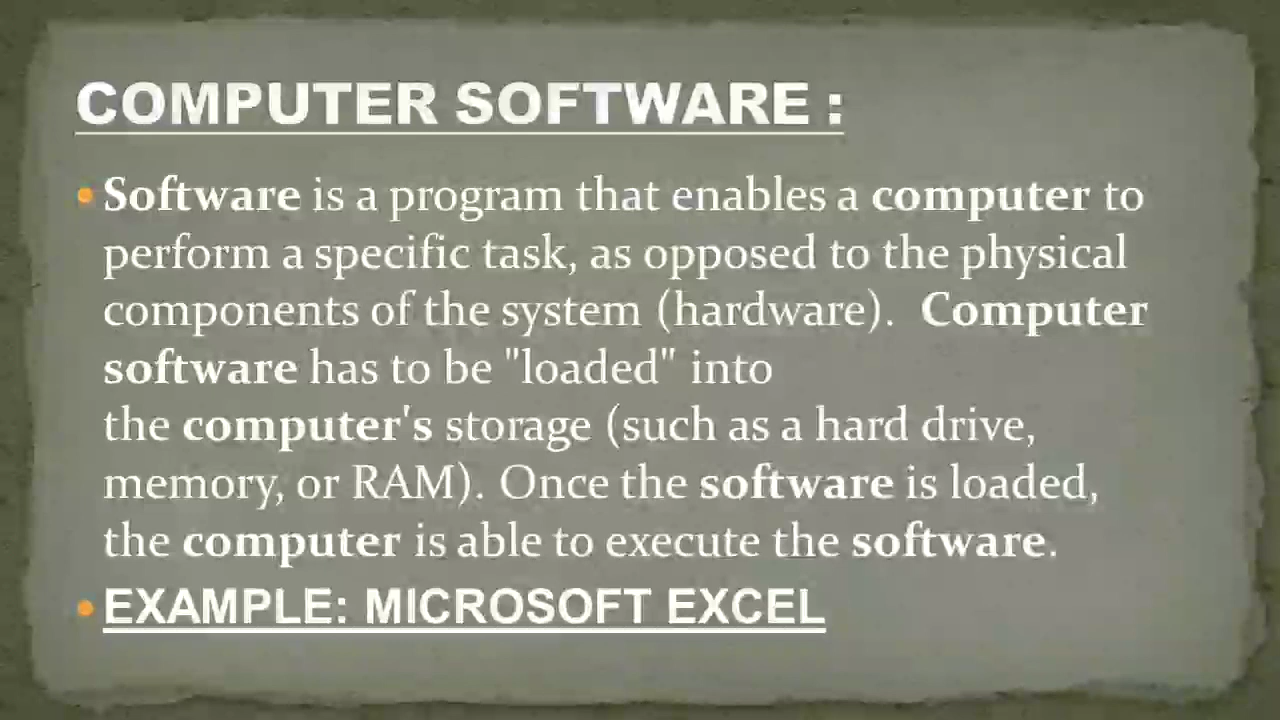 COMPUTER SOFTWARE :
• Software is a program that enables a computer to
perform a specific task, as opposed to the physical
components of the system (hardware). Computer
software has to be "loaded" into
the computer's storage (such as a hard drive,
memory, or RAM). Once the software is loaded,
the computer is able to execute the software.
• EXAMPLE: MICROSOFT EXCEL